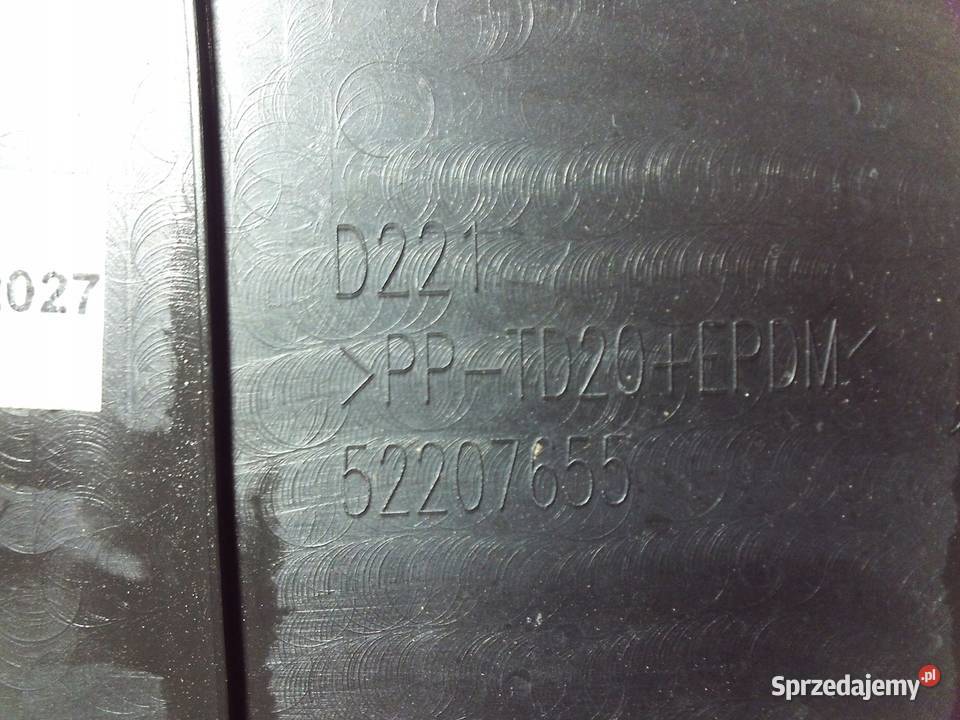 027
D221
>PP-TD20+EPDM<
52207655
Sprzedajemy.pl